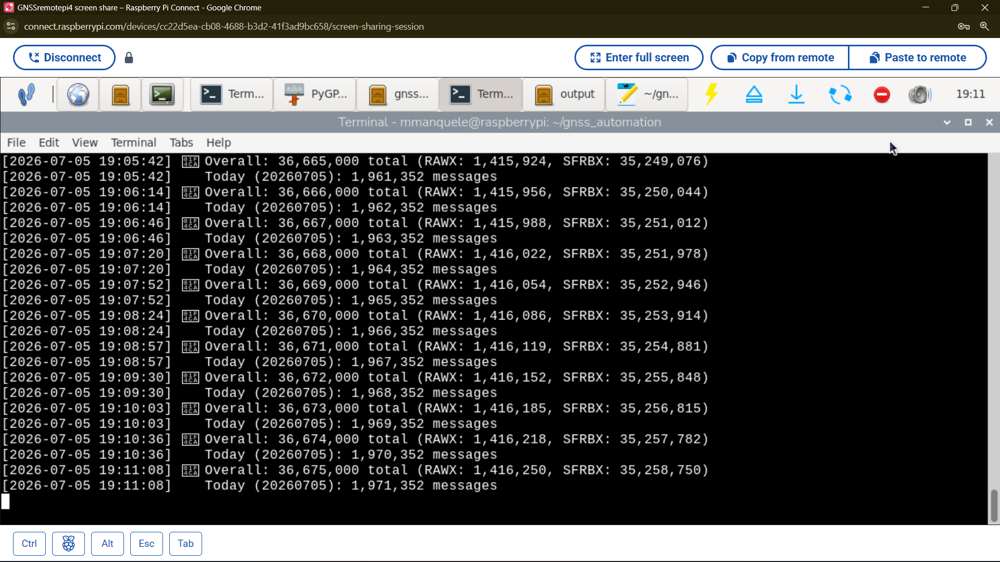 GNSSremotepi4 screen share – Raspberry Pi Connect - Google Chrome
connect.raspberrypi.com/devices/cc22d5ea-cb08-4688-b3d2-41f3ad9bc658/screen-sharing-session
Disconnect Enter full screen Copy from remote Paste to remote
Term... PyGP... gnss... Term... output ~/gn... 19:11
Terminal - mmanquele@raspberrypi: ~/gnss_automation
File Edit View Terminal Tabs Help
[2026-07-05 19:05:42] Overall: 36,665,000 total (RAWX: 1,415,924, SFRBX: 35,249,076)
[2026-07-05 19:05:42] Today (20260705): 1,961,352 messages
[2026-07-05 19:06:14] Overall: 36,666,000 total (RAWX: 1,415,956, SFRBX: 35,250,044)
[2026-07-05 19:06:14] Today (20260705): 1,962,352 messages
[2026-07-05 19:06:46] Overall: 36,667,000 total (RAWX: 1,415,988, SFRBX: 35,251,012)
[2026-07-05 19:06:46] Today (20260705): 1,963,352 messages
[2026-07-05 19:07:20] Overall: 36,668,000 total (RAWX: 1,416,022, SFRBX: 35,251,978)
[2026-07-05 19:07:20] Today (20260705): 1,964,352 messages
[2026-07-05 19:07:52] Overall: 36,669,000 total (RAWX: 1,416,054, SFRBX: 35,252,946)
[2026-07-05 19:07:52] Today (20260705): 1,965,352 messages
[2026-07-05 19:08:24] Overall: 36,670,000 total (RAWX: 1,416,086, SFRBX: 35,253,914)
[2026-07-05 19:08:24] Today (20260705): 1,966,352 messages
[2026-07-05 19:08:57] Overall: 36,671,000 total (RAWX: 1,416,119, SFRBX: 35,254,881)
[2026-07-05 19:08:57] Today (20260705): 1,967,352 messages
[2026-07-05 19:09:30] Overall: 36,672,000 total (RAWX: 1,416,152, SFRBX: 35,255,848)
[2026-07-05 19:09:30] Today (20260705): 1,968,352 messages
[2026-07-05 19:10:03] Overall: 36,673,000 total (RAWX: 1,416,185, SFRBX: 35,256,815)
[2026-07-05 19:10:03] Today (20260705): 1,969,352 messages
[2026-07-05 19:10:36] Overall: 36,674,000 total (RAWX: 1,416,218, SFRBX: 35,257,782)
[2026-07-05 19:10:36] Today (20260705): 1,970,352 messages
[2026-07-05 19:11:08] Overall: 36,675,000 total (RAWX: 1,416,250, SFRBX: 35,258,750)
[2026-07-05 19:11:08] Today (20260705): 1,971,352 messages
Ctrl Alt Esc Tab